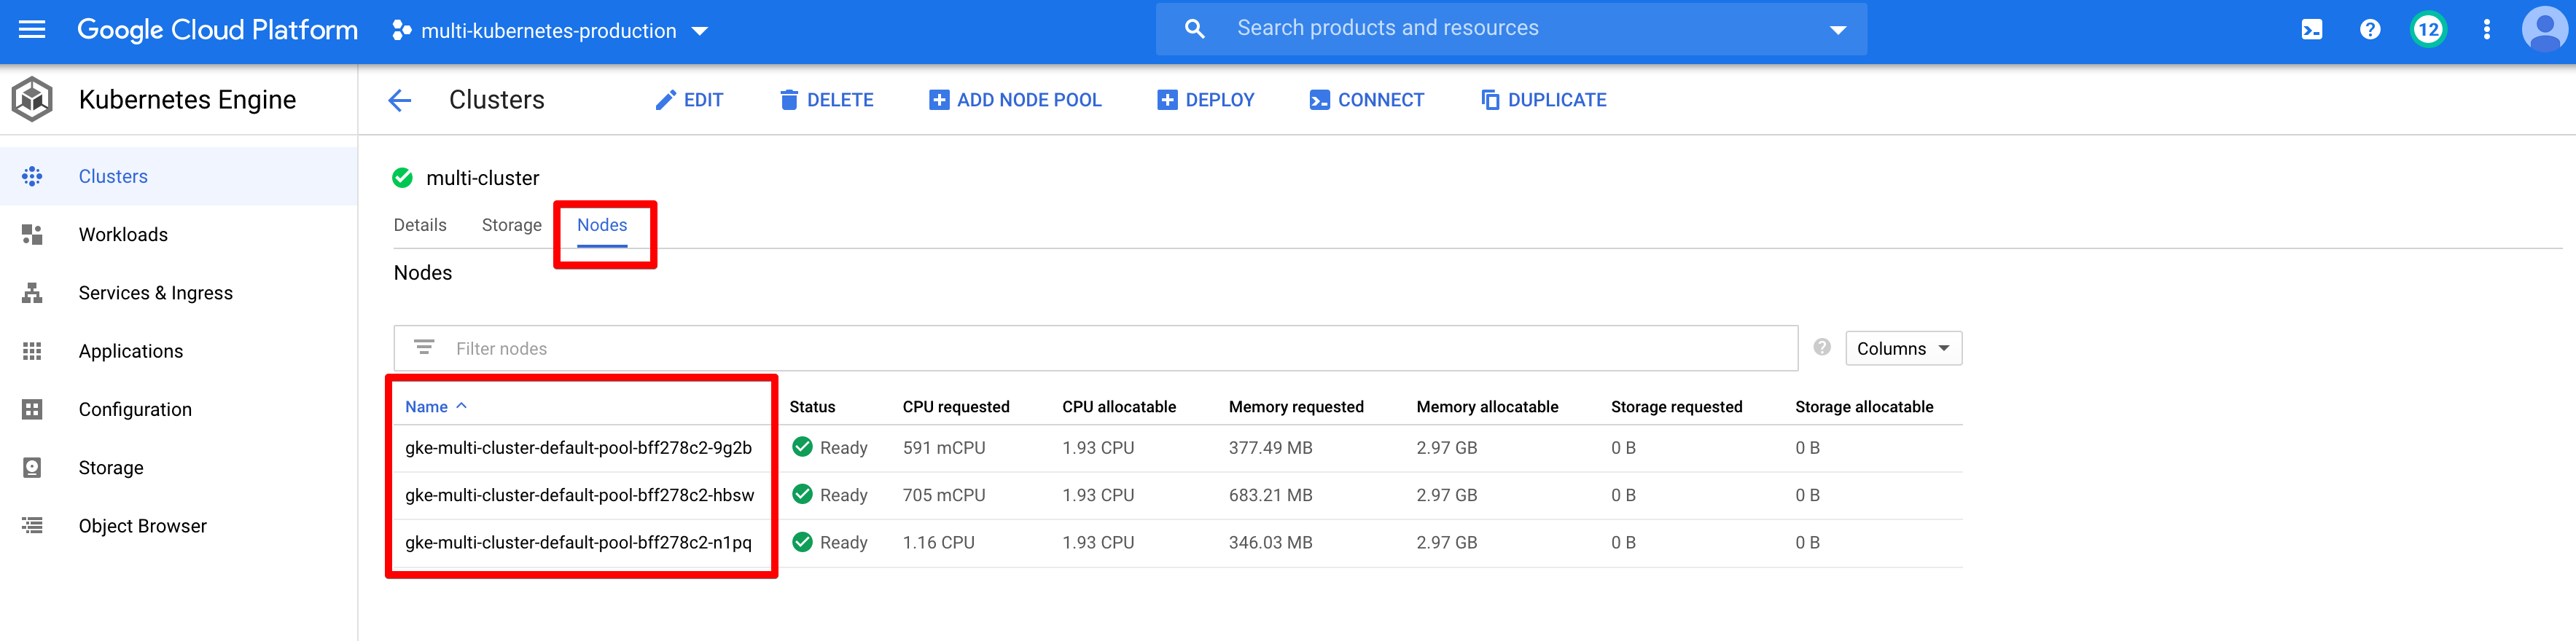 Google Cloud Platform multi-kubernetes-production Search products and resources 12
Kubernetes Engine Clusters EDIT DELETE ADD NODE POOL DEPLOY CONNECT DUPLICATE
Clusters
Workloads
Services & Ingress
Applications
Configuration
Storage
Object Browser
multi-cluster
Details Storage Nodes
Nodes
Filter nodes Columns
Name Status CPU requested CPU allocatable Memory requested Memory allocatable Storage requested Storage allocatable
gke-multi-cluster-default-pool-bff278c2-9g2b Ready 591 mCPU 1.93 CPU 377.49 MB 2.97 GB 0 B 0 B
gke-multi-cluster-default-pool-bff278c2-hbsw Ready 705 mCPU 1.93 CPU 683.21 MB 2.97 GB 0 B 0 B
gke-multi-cluster-default-pool-bff278c2-n1pq Ready 1.16 CPU 1.93 CPU 346.03 MB 2.97 GB 0 B 0 B